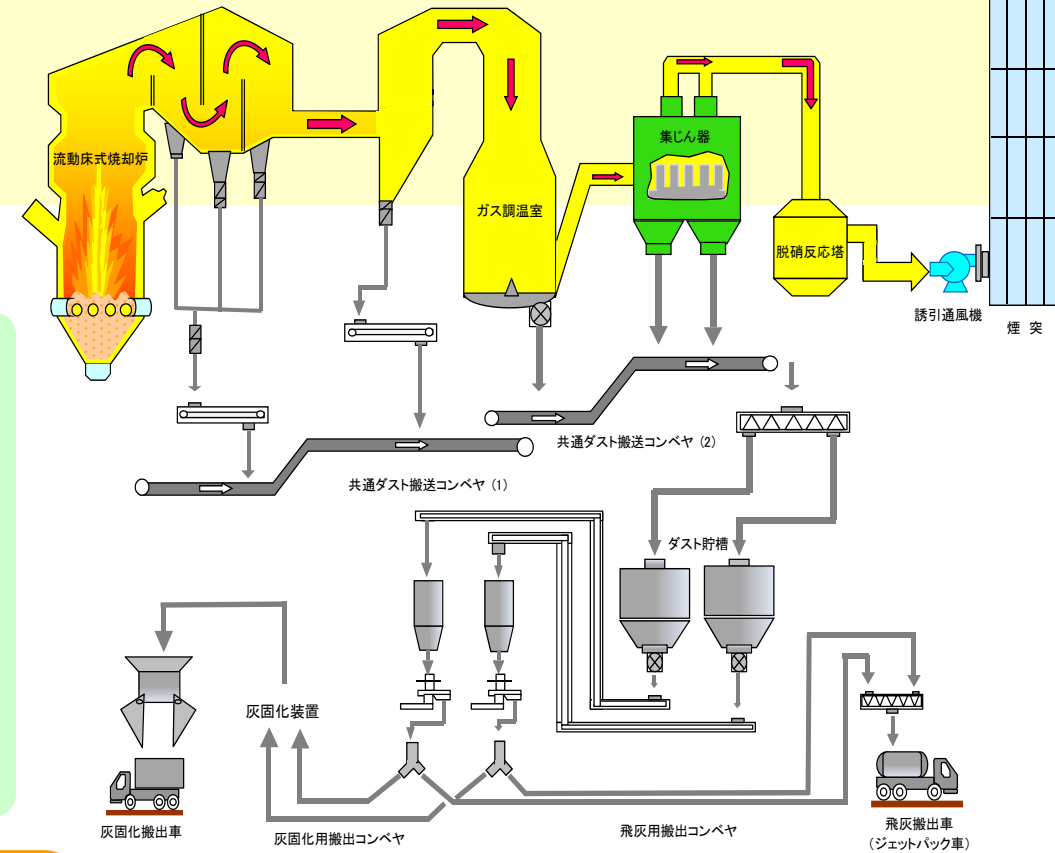 流動床式焼却炉
集じん器
ガス調温室
脱硝反応塔
誘引通風機
煙 突
共通ダスト搬送コンベヤ (2)
共通ダスト搬送コンベヤ (1)
ダスト貯槽
灰固化装置
灰固化搬出車
灰固化用搬出コンベヤ
飛灰用搬出コンベヤ
飛灰搬出車
(ジェットパック車)